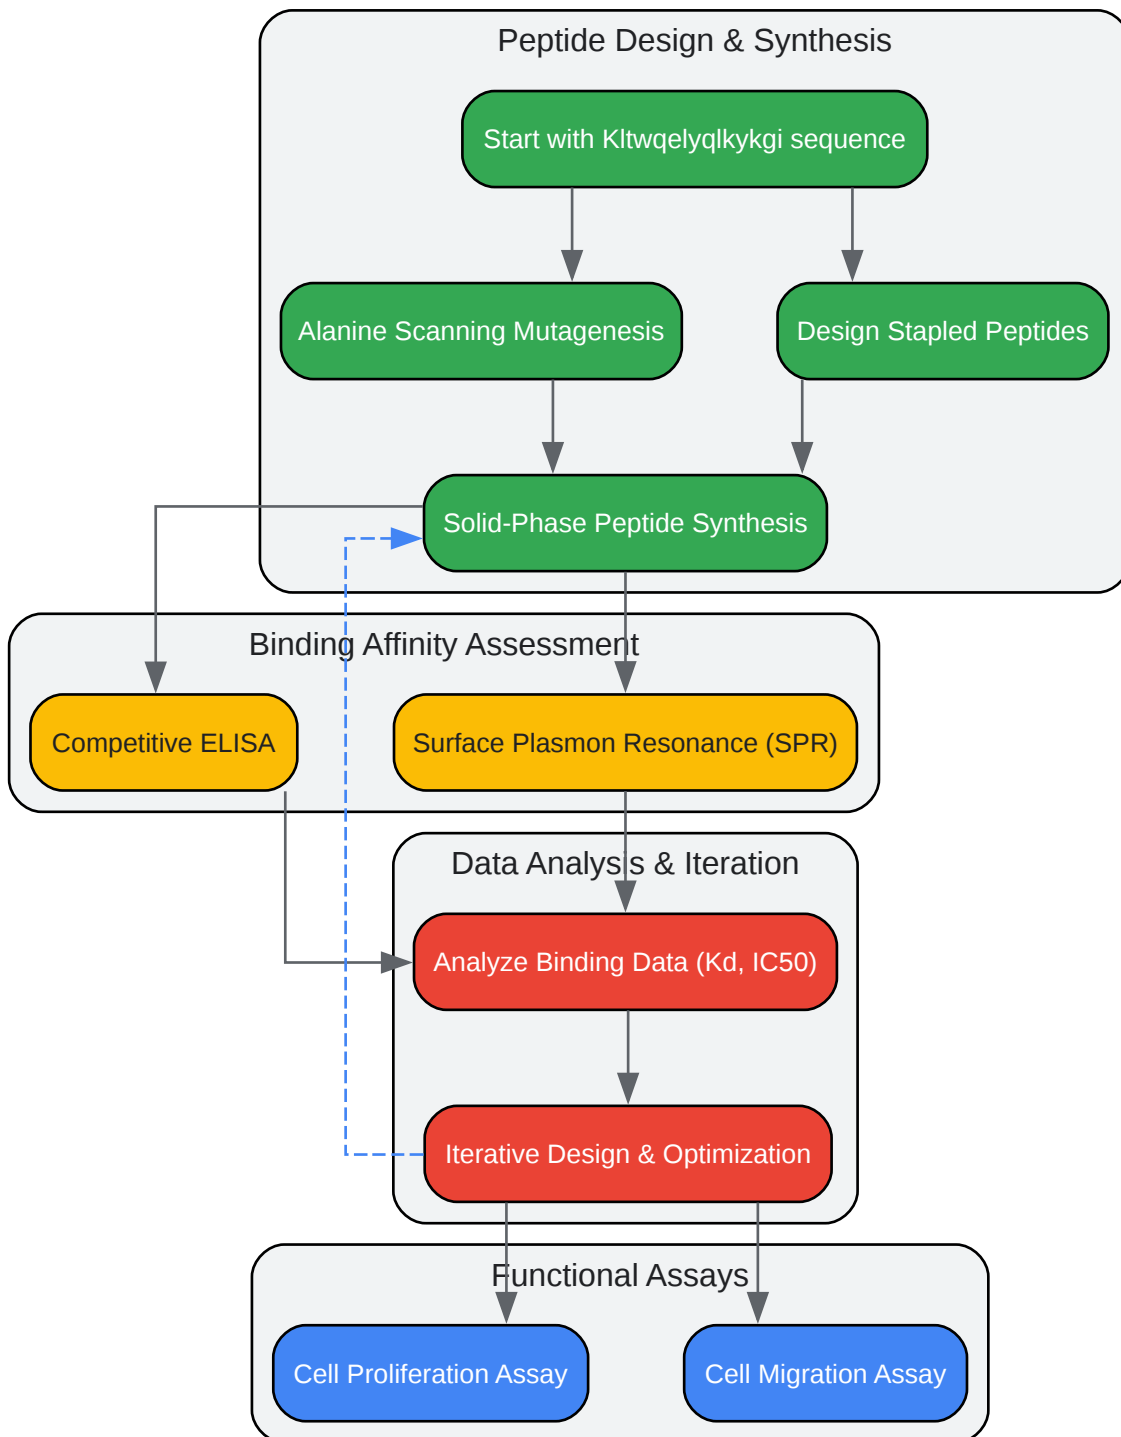 Peptide Design & Synthesis
Start with Kltwqelyqlkykgi sequence
Alanine Scanning Mutagenesis
Design Stapled Peptides
Solid-Phase Peptide Synthesis
Binding Affinity Assessment
Competitive ELISA
Surface Plasmon Resonance (SPR)
Data Analysis & Iteration
Analyze Binding Data (Kd, IC50)
Iterative Design & Optimization
Functional Assays
Cell Proliferation Assay
Cell Migration Assay